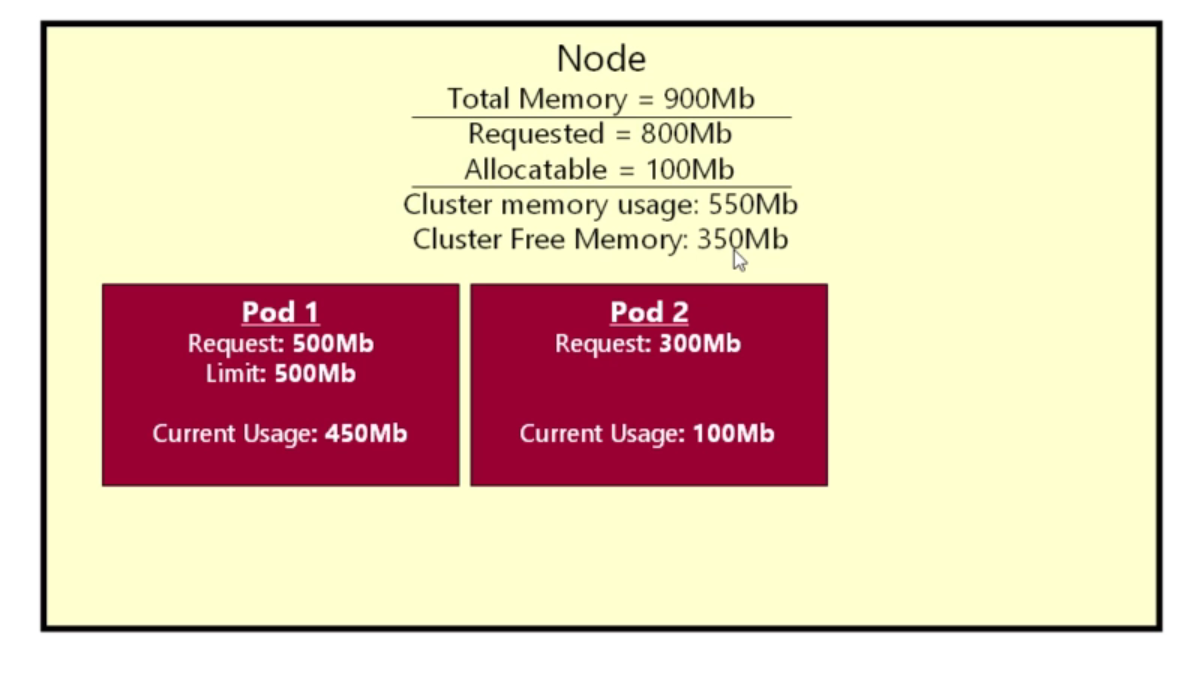 Node
Total Memory = 900Mb
Requested = 800Mb
Allocatable = 100Mb
Cluster memory usage: 550Mb
Cluster Free Memory: 350Mb
Pod 1
Request: 500Mb
Limit: 500Mb
Current Usage: 450Mb
Pod 2
Request: 300Mb
Current Usage: 100Mb